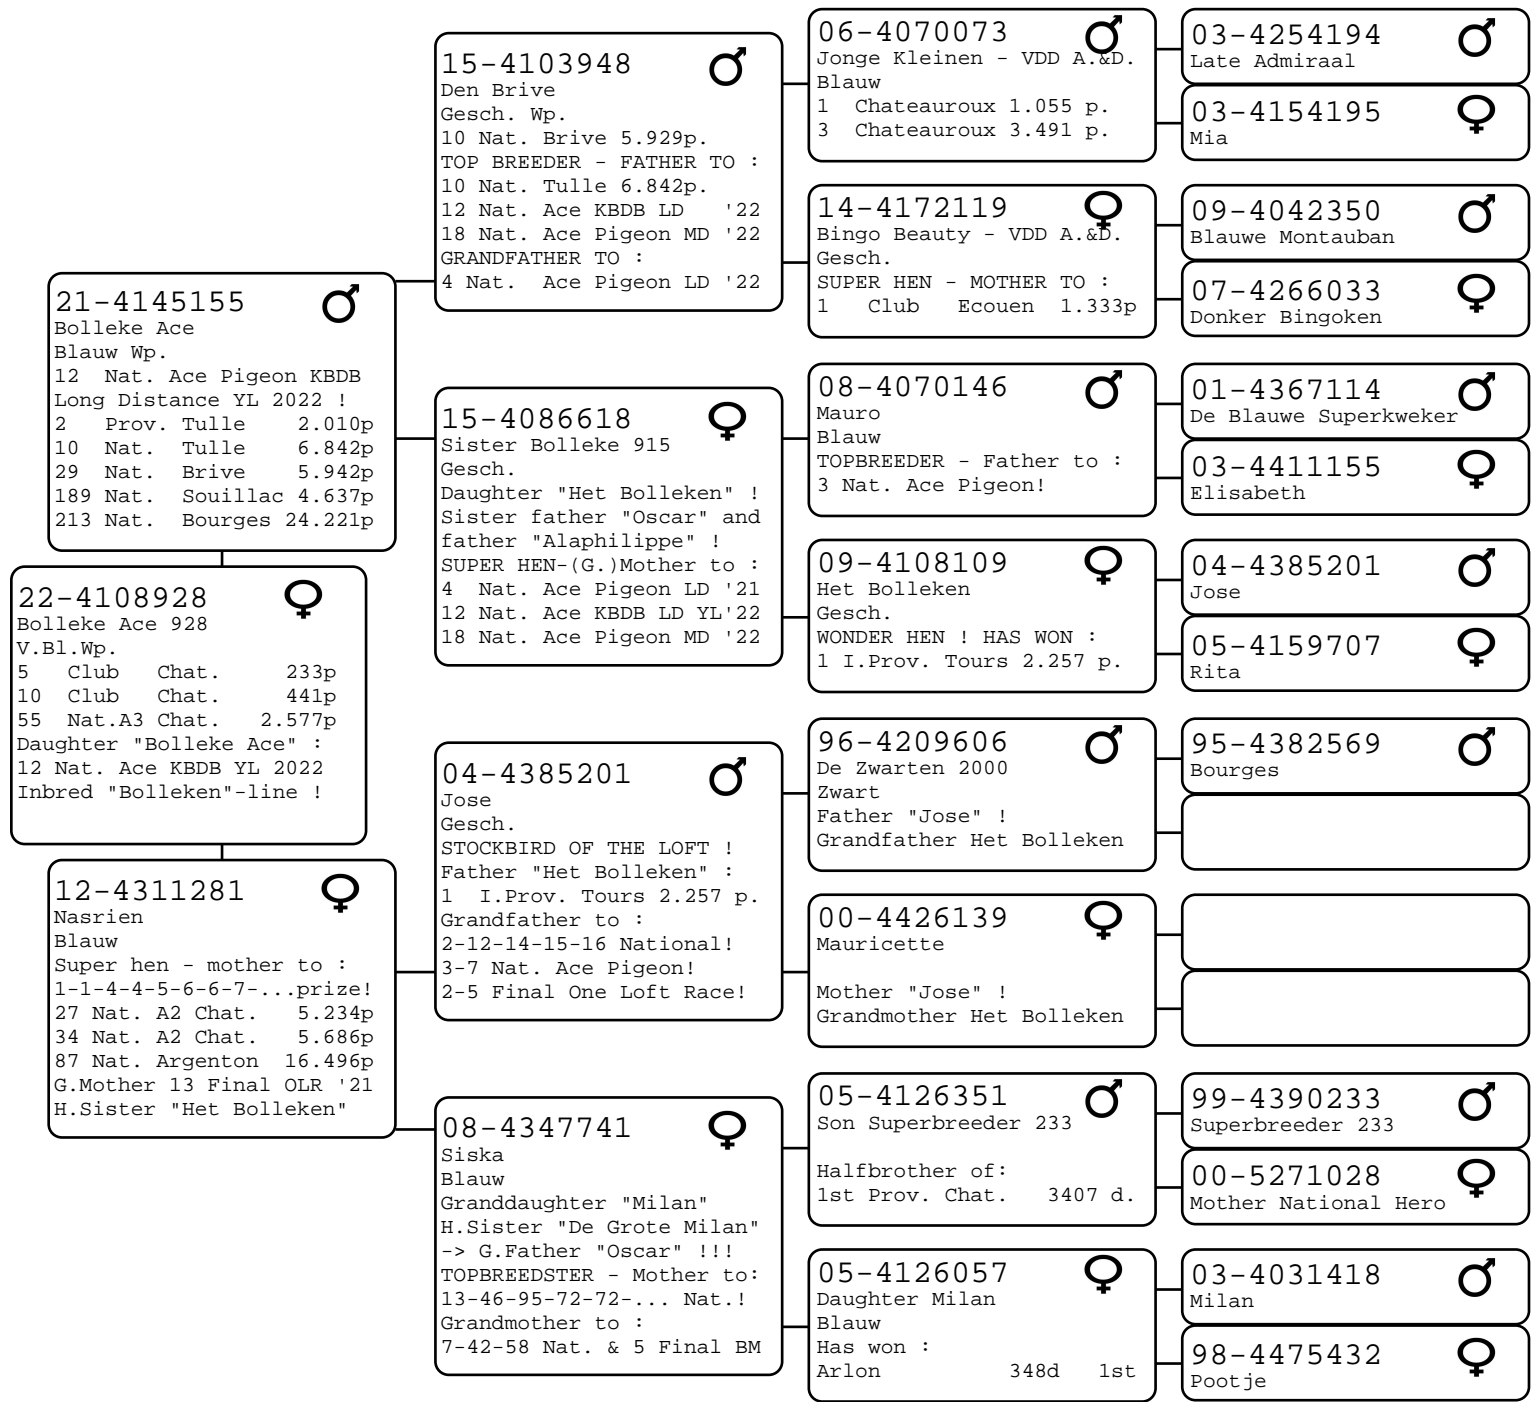 21-4145155
Bolleke Ace
Blauw Wp.
12 Nat. Ace Pigeon KBDB
Long Distance YL 2022 !
2 Prov. Tulle 2.010p
10 Nat. Tulle 6.842p
29 Nat. Brive 5.942p
189 Nat. Souillac 4.637p
213 Nat. Bourges 24.221p
22-4108928
Bolleke Ace 928
V.Bl.Wp.
5 Club Chat. 233p
10 Club Chat. 441p
55 Nat.A3 Chat. 2.577p
Daughter "Bolleke Ace" :
12 Nat. Ace KBDB YL 2022
Inbred "Bolleken"-line !
12-4311281
Nasrien
Blauw
Super hen - mother to :
1-1-4-4-5-6-6-7-...prize!
27 Nat. A2 Chat. 5.234p
34 Nat. A2 Chat. 5.686p
87 Nat. Argenton 16.496p
G.Mother 13 Final OLR '21
H.Sister "Het Bolleken"
15-4103948
Den Brive
Gesch. Wp.
10 Nat. Brive 5.929p.
TOP BREEDER - FATHER TO :
10 Nat. Tulle 6.842p.
12 Nat. Ace KBDB LD '22
18 Nat. Ace Pigeon MD '22
GRANDFATHER TO :
4 Nat. Ace Pigeon LD '22
15-4086618
Sister Bolleke 915
Gesch.
Daughter "Het Bolleken" !
Sister father "Oscar" and
father "Alaphilippe" !
SUPER HEN-(G.)Mother to :
4 Nat. Ace Pigeon LD '21
12 Nat. Ace KBDB LD YL'22
18 Nat. Ace Pigeon MD '22
04-4385201
Jose
Gesch.
STOCKBIRD OF THE LOFT !
Father "Het Bolleken" :
1 I.Prov. Tours 2.257 p.
Grandfather to :
2-12-14-15-16 National!
3-7 Nat. Ace Pigeon!
2-5 Final One Loft Race!
08-4347741
Siska
Blauw
Granddaughter "Milan"
H.Sister "De Grote Milan"
-> G.Father "Oscar" !!!
TOPBREEDSTER - Mother to:
13-46-95-72-72-... Nat.!
Grandmother to :
7-42-58 Nat. & 5 Final BM
06-4070073
Jonge Kleinen - VDD A.&D.
Blauw
1 Chateauroux 1.055 p.
3 Chateauroux 3.491 p.
14-4172119
Bingo Beauty - VDD A.&D.
Gesch.
SUPER HEN - MOTHER TO :
1 Club Ecouen 1.333p
08-4070146
Mauro
Blauw
TOPBREEDER - Father to :
3 Nat. Ace Pigeon!
09-4108109
Het Bolleken
Gesch.
WONDER HEN ! HAS WON :
1 I.Prov. Tours 2.257 p.
96-4209606
De Zwarten 2000
Zwart
Father "Jose" !
Grandfather Het Bolleken
00-4426139
Mauricette
Mother "Jose" !
Grandmother Het Bolleken
05-4126351
Son Superbreeder 233
Halfbrother of:
1st Prov. Chat. 3407 d.
05-4126057
Daughter Milan
Blauw
Has won :
Arlon 348d 1st
03-4254194
Late Admiraal
03-4154195
Mia
09-4042350
Blauwe Montauban
07-4266033
Donker Bingoken
01-4367114
De Blauwe Superkweker
03-4411155
Elisabeth
04-4385201
Jose
05-4159707
Rita
95-4382569
Bourges
99-4390233
Superbreeder 233
00-5271028
Mother National Hero
03-4031418
Milan
98-4475432
Pootje